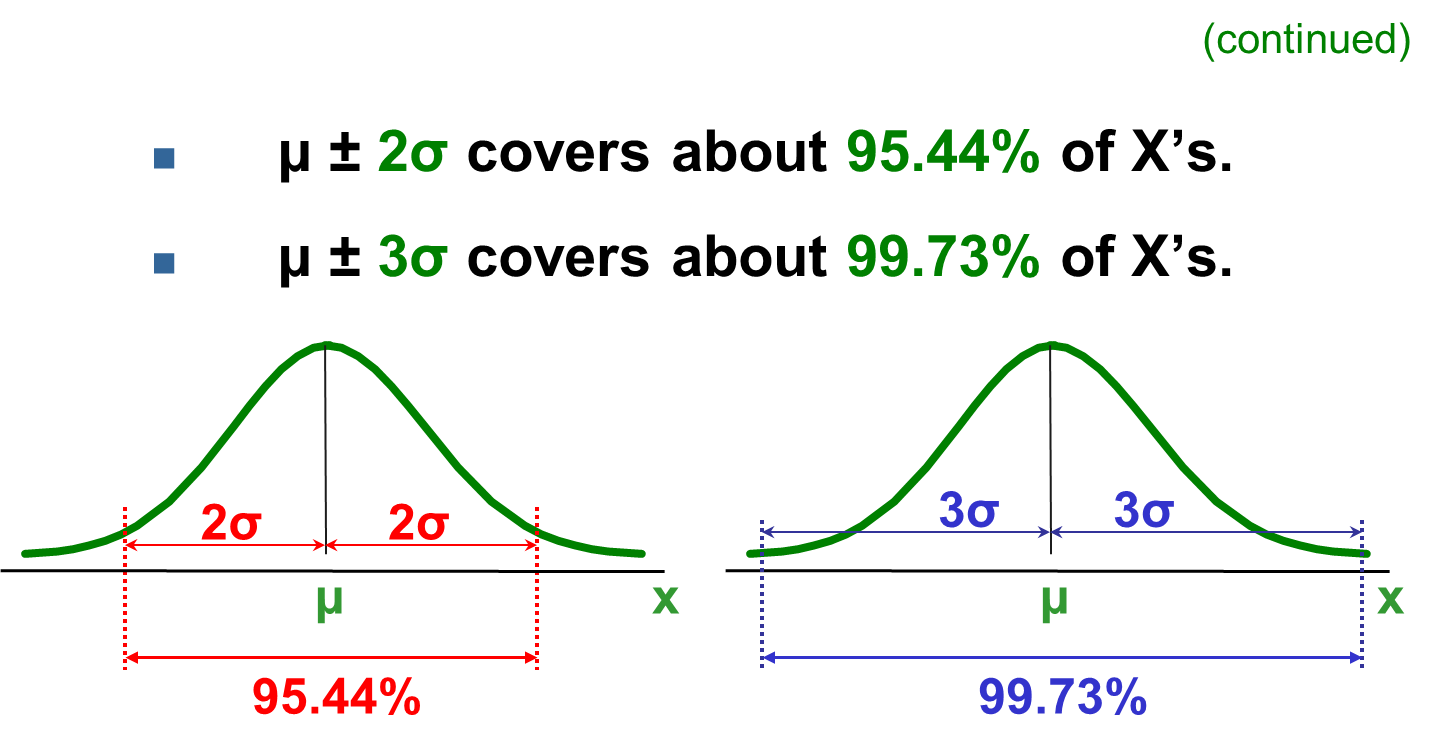 (continued)
μ ± 2σ covers about 95.44% of X’s.
μ ± 3σ covers about 99.73% of X’s.
2σ 2σ
μ x
95.44%
3σ 3σ
μ x
99.73%